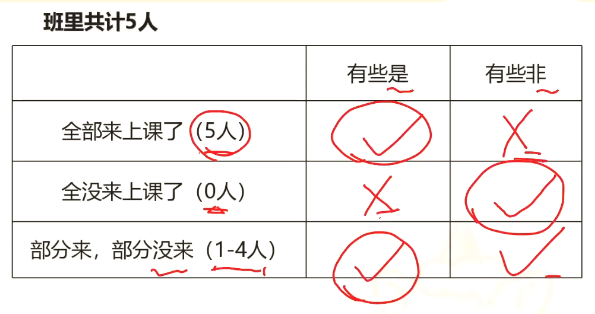 班里共计5人
有些是 有些非
全部来上课了（5人）
全没来上课了（0人）
部分来，部分没来（1-4人）